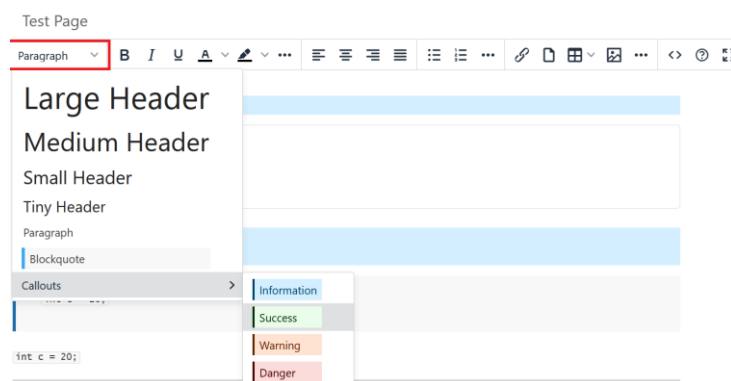 Test Page
Paragraph
B I U A
Large Header
Medium Header
Small Header
Tiny Header
Paragraph
Blockquote
Callouts
Information
Success
Warning
Danger
int c = 20;